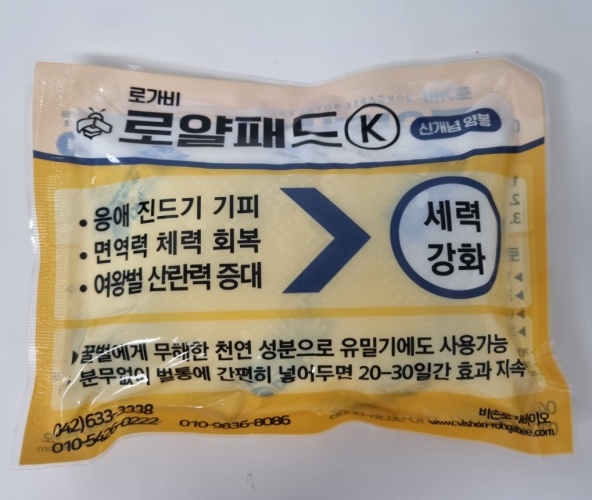 로가비
로얄패드 K 신개념 양봉
• 응애 진드기 기피
• 면역력 체력 회복
• 여왕벌 산란력 증대
세력
강화
▶꿀벌에게 무해한 천연 성분으로 유밀기에도 사용가능
분무없이 벌통에 간편히 넣어두면 20-30일간 효과 지속
042)633-3338
010-5426-0222
010-9836-8086